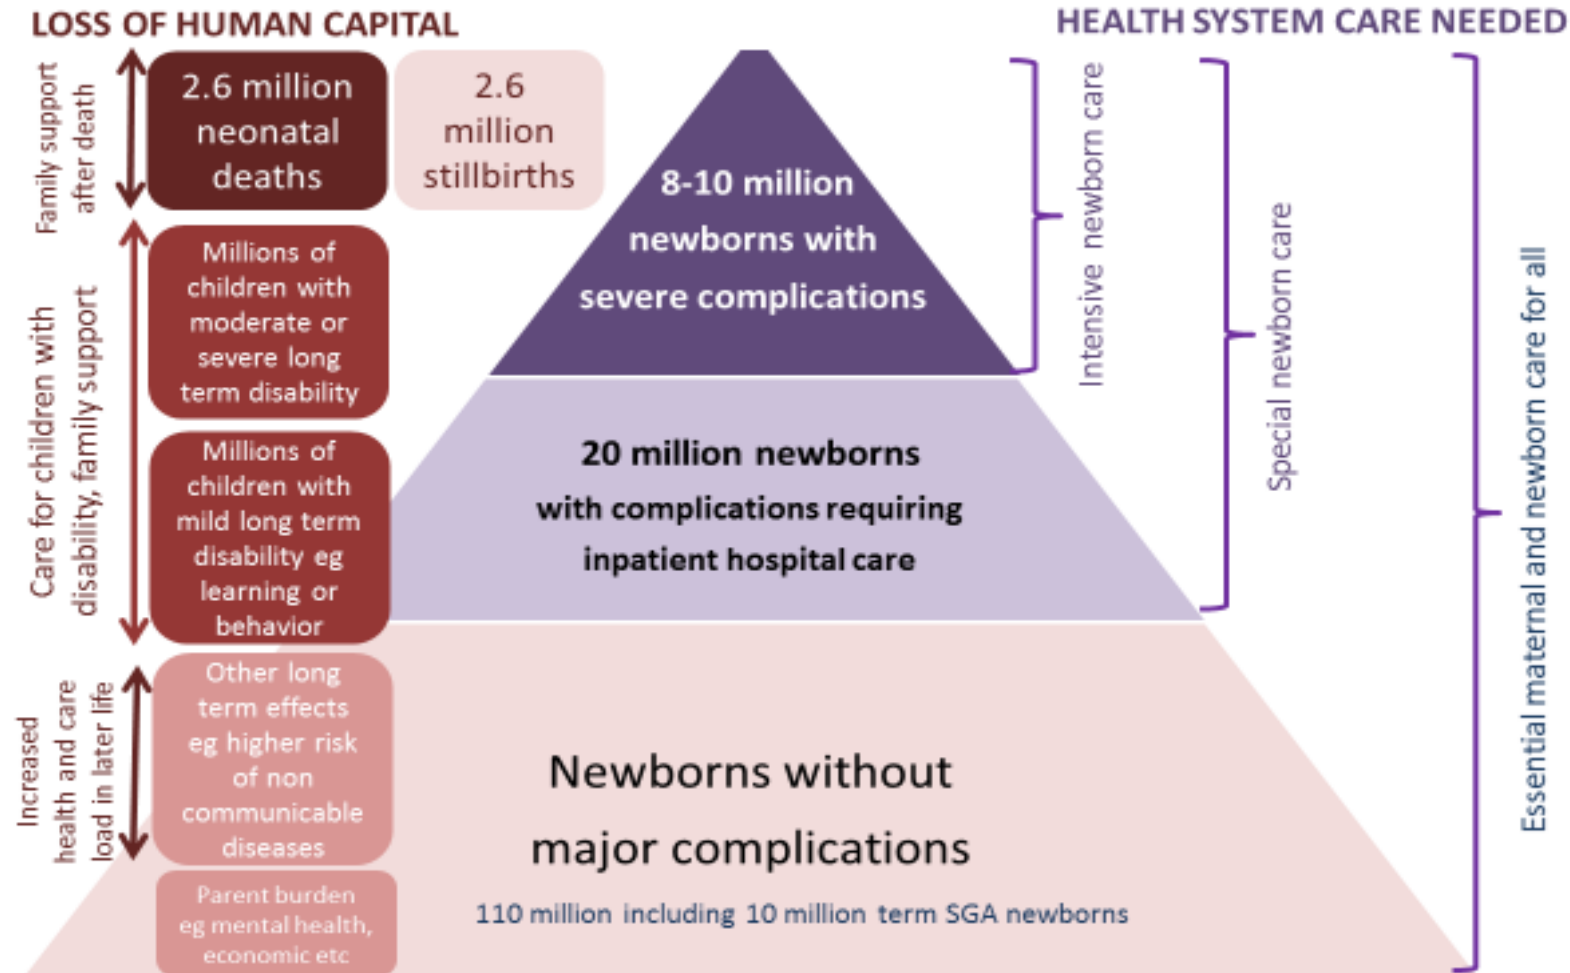 LOSS OF HUMAN CAPITAL
HEALTH SYSTEM CARE NEEDED
Family support
after death
2.6 million
neonatal
deaths
2.6
million
stillbirths
Care for children with
disability, family support
Millions of
children with
moderate or
severe long
term disability
Millions of
children with
mild long term
disability eg
learning or
behavior
Increased
health and care
load in later life
Other long
term effects
eg higher risk
of non
communicable
diseases
Parent burden
eg mental health,
economic etc
8-10 million
newborns with
severe complications
20 million newborns
with complications requiring
inpatient hospital care
Newborns without
major complications
110 million including 10 million term SGA newborns
Intensive newborn care
Special newborn care
Essential maternal and newborn care for all